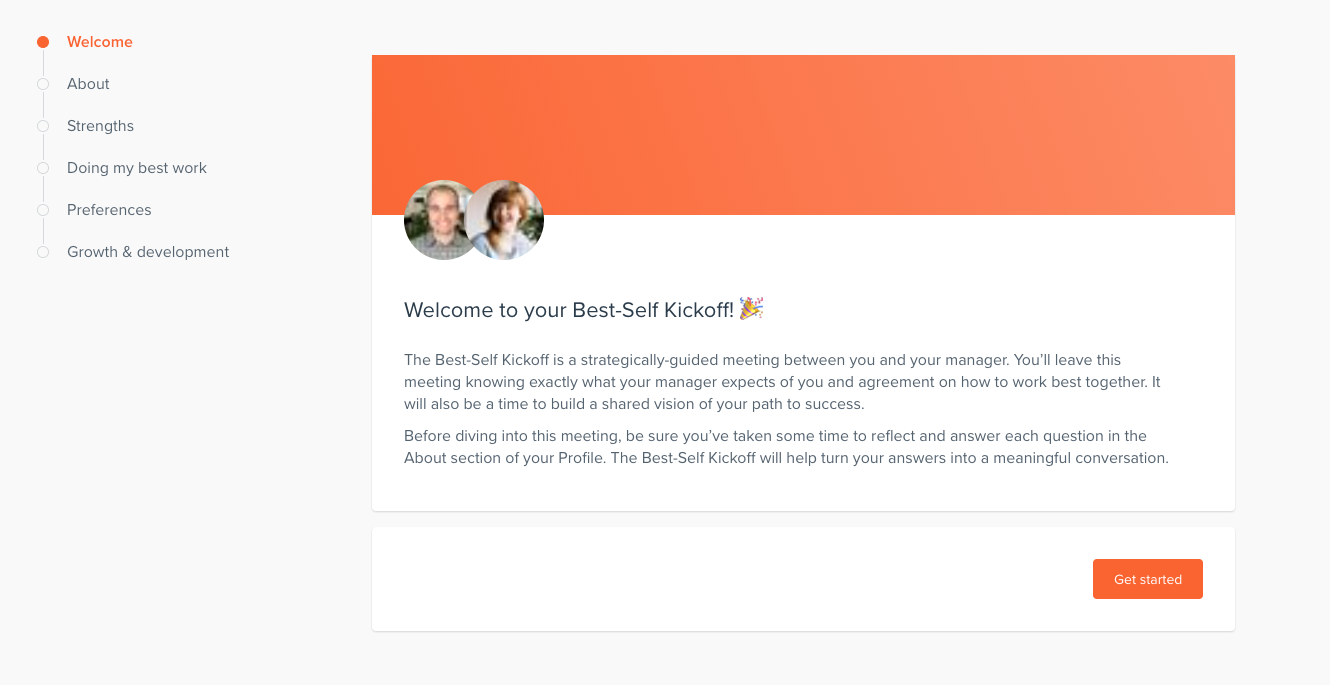 Welcome
About
Strengths
Doing my best work
Preferences
Growth & development
Welcome to your Best-Self Kickoff! 🎉
The Best-Self Kickoff is a strategically-guided meeting between you and your manager. You’ll leave this
meeting knowing exactly what your manager expects of you and agreement on how to work best together. It
will also be a time to build a shared vision of your path to success.
Before diving into this meeting, be sure you’ve taken some time to reflect and answer each question in the
About section of your Profile. The Best-Self Kickoff will help turn your answers into a meaningful conversation.
Get started